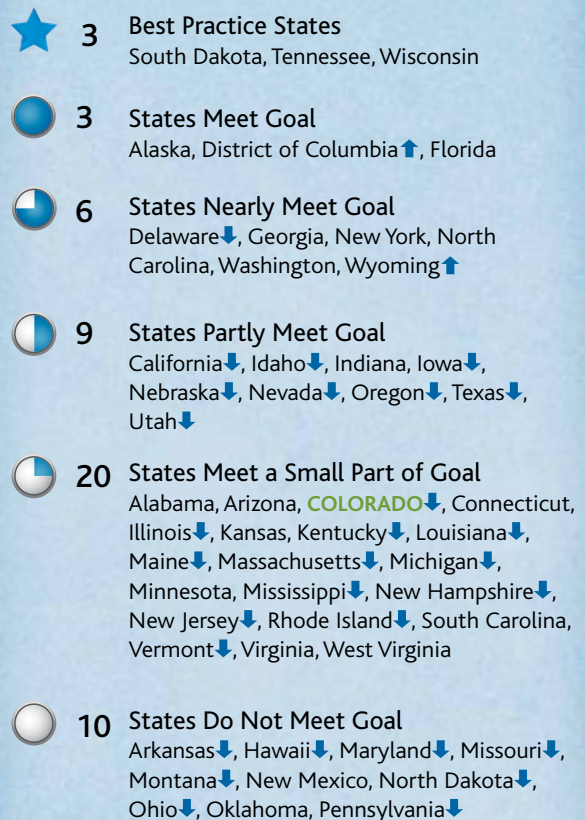 3 Best Practice States
South Dakota, Tennessee, Wisconsin
3 States Meet Goal
Alaska, District of Columbia⬆, Florida
6 States Nearly Meet Goal
Delaware⬇, Georgia, New York, North
Carolina, Washington, Wyoming⬆
9 States Partly Meet Goal
California⬇, Idaho⬇, Indiana, Iowa⬇,
Nebraska⬇, Nevada⬇, Oregon⬇, Texas⬇,
Utah⬇
20 States Meet a Small Part of Goal
Alabama, Arizona, COLORADO⬇, Connecticut,
Illinois⬇, Kansas, Kentucky⬇, Louisiana⬇,
Maine⬇, Massachusetts⬇, Michigan⬇,
Minnesota, Mississippi⬇, New Hampshire⬇,
New Jersey⬇, Rhode Island⬇, South Carolina,
Vermont⬇, Virginia, West Virginia
10 States Do Not Meet Goal
Arkansas⬇, Hawaii⬇, Maryland⬇, Missouri⬇,
Montana⬇, New Mexico, North Dakota⬇,
Ohio⬇, Oklahoma, Pennsylvania⬇